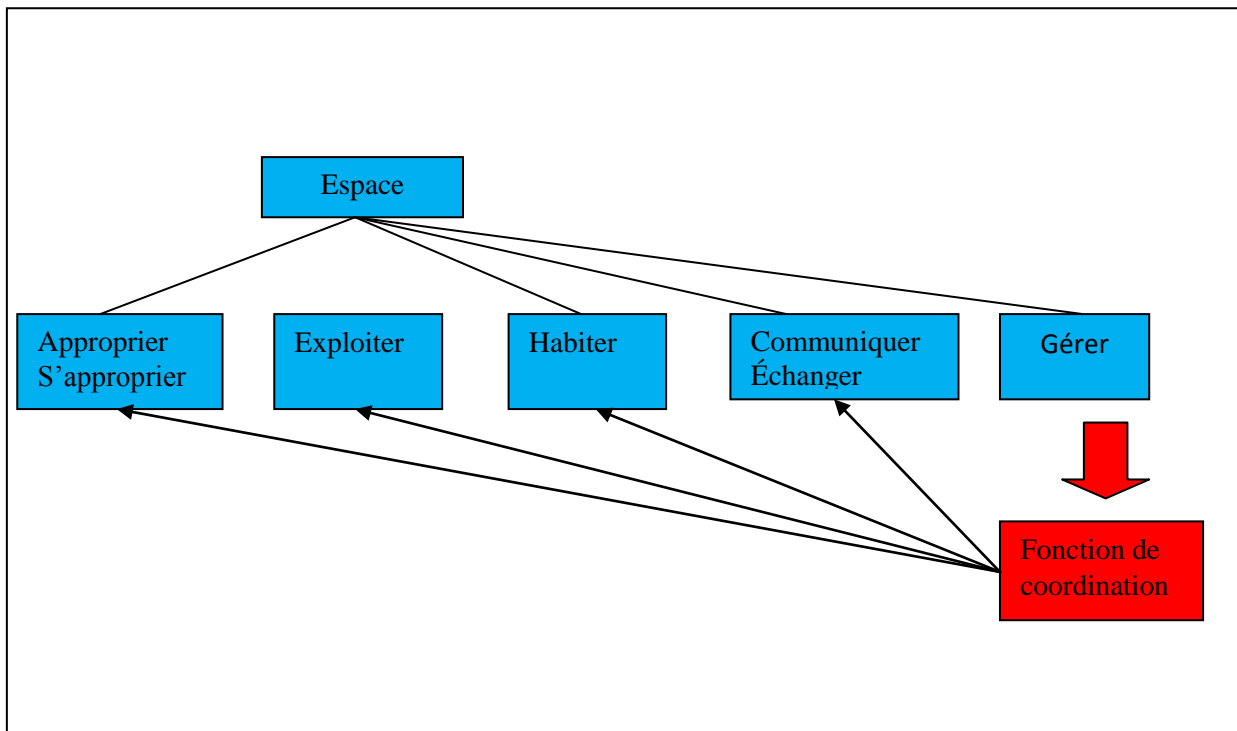 Espace
Approprier
S'approprier
Exploiter
Habiter
Communiquer
Échanger
Gérer
Fonction de
coordination